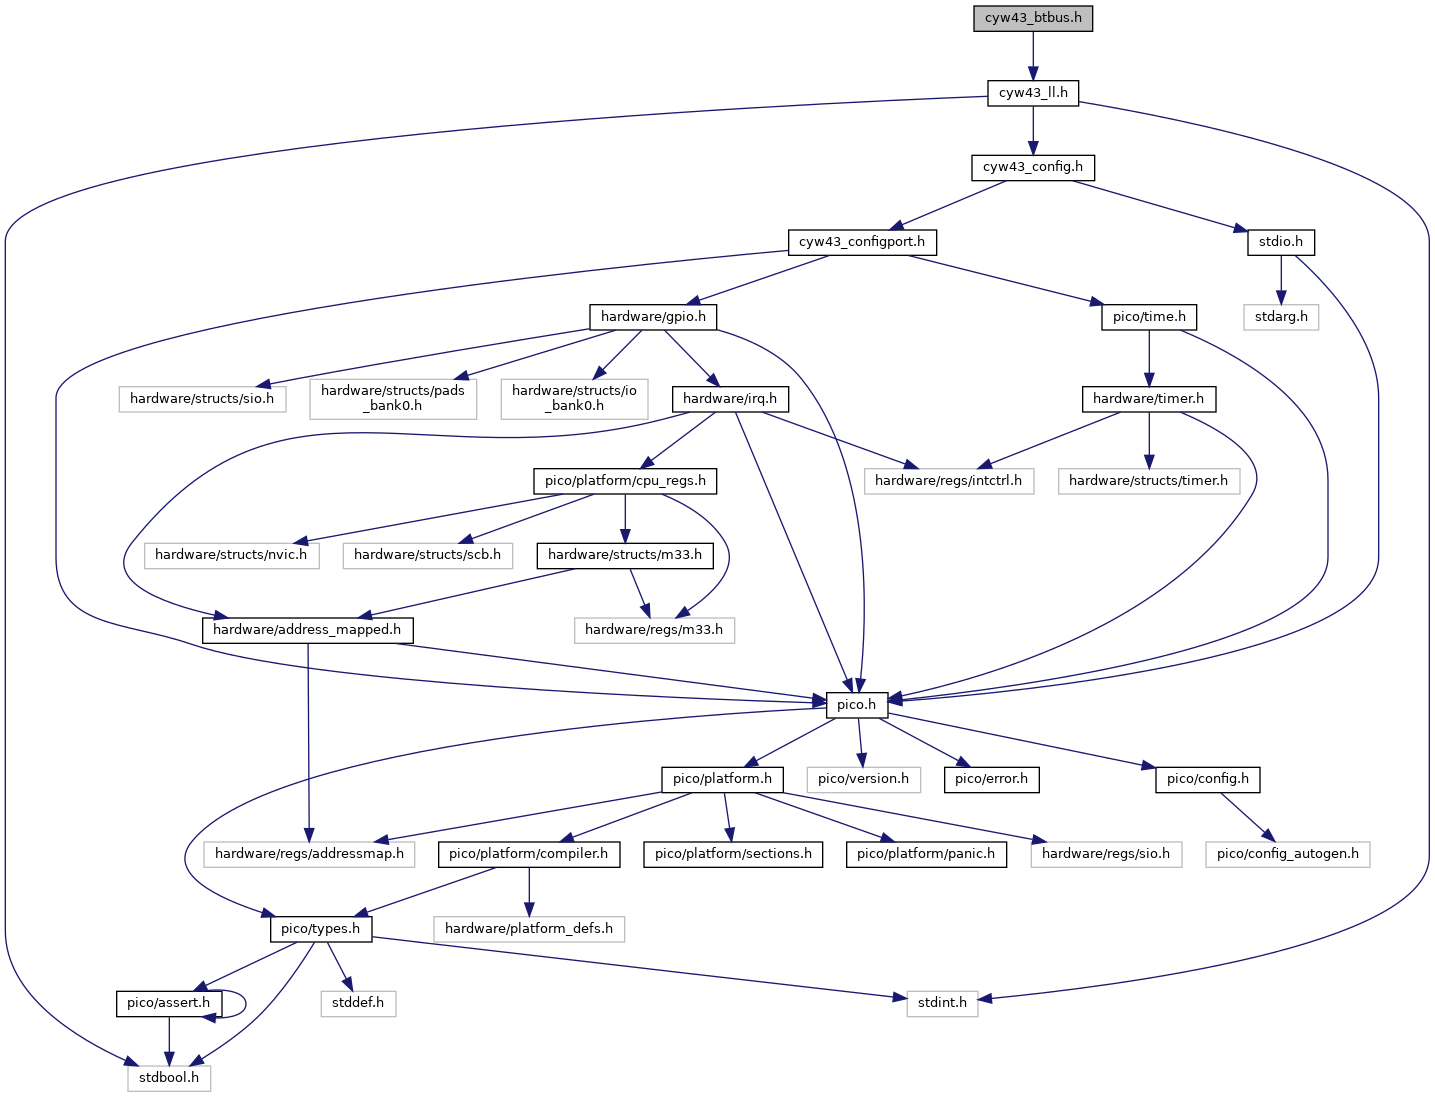 cyw43_btbus.h
cyw43_ll.h
cyw43_config.h
cyw43_configport.h
stdio.h
hardware/gpio.h
pico/time.h
stdarg.h
hardware/structs/sio.h
hardware/structs/pads
_bank0.h
hardware/structs/io
_bank0.h
hardware/irq.h
hardware/timer.h
pico/platform/cpu_regs.h
hardware/regs/intctrl.h
hardware/structs/timer.h
hardware/structs/nvic.h
hardware/structs/scb.h
hardware/structs/m33.h
hardware/address_mapped.h
hardware/regs/m33.h
pico.h
pico/platform.h
pico/version.h
pico/error.h
pico/config.h
hardware/regs/addressmap.h
pico/platform/compiler.h
pico/platform/sections.h
pico/platform/panic.h
hardware/regs/sio.h
pico/config_autogen.h
pico/types.h
hardware/platform_defs.h
pico/assert.h
stddef.h
stdint.h
stdbool.h